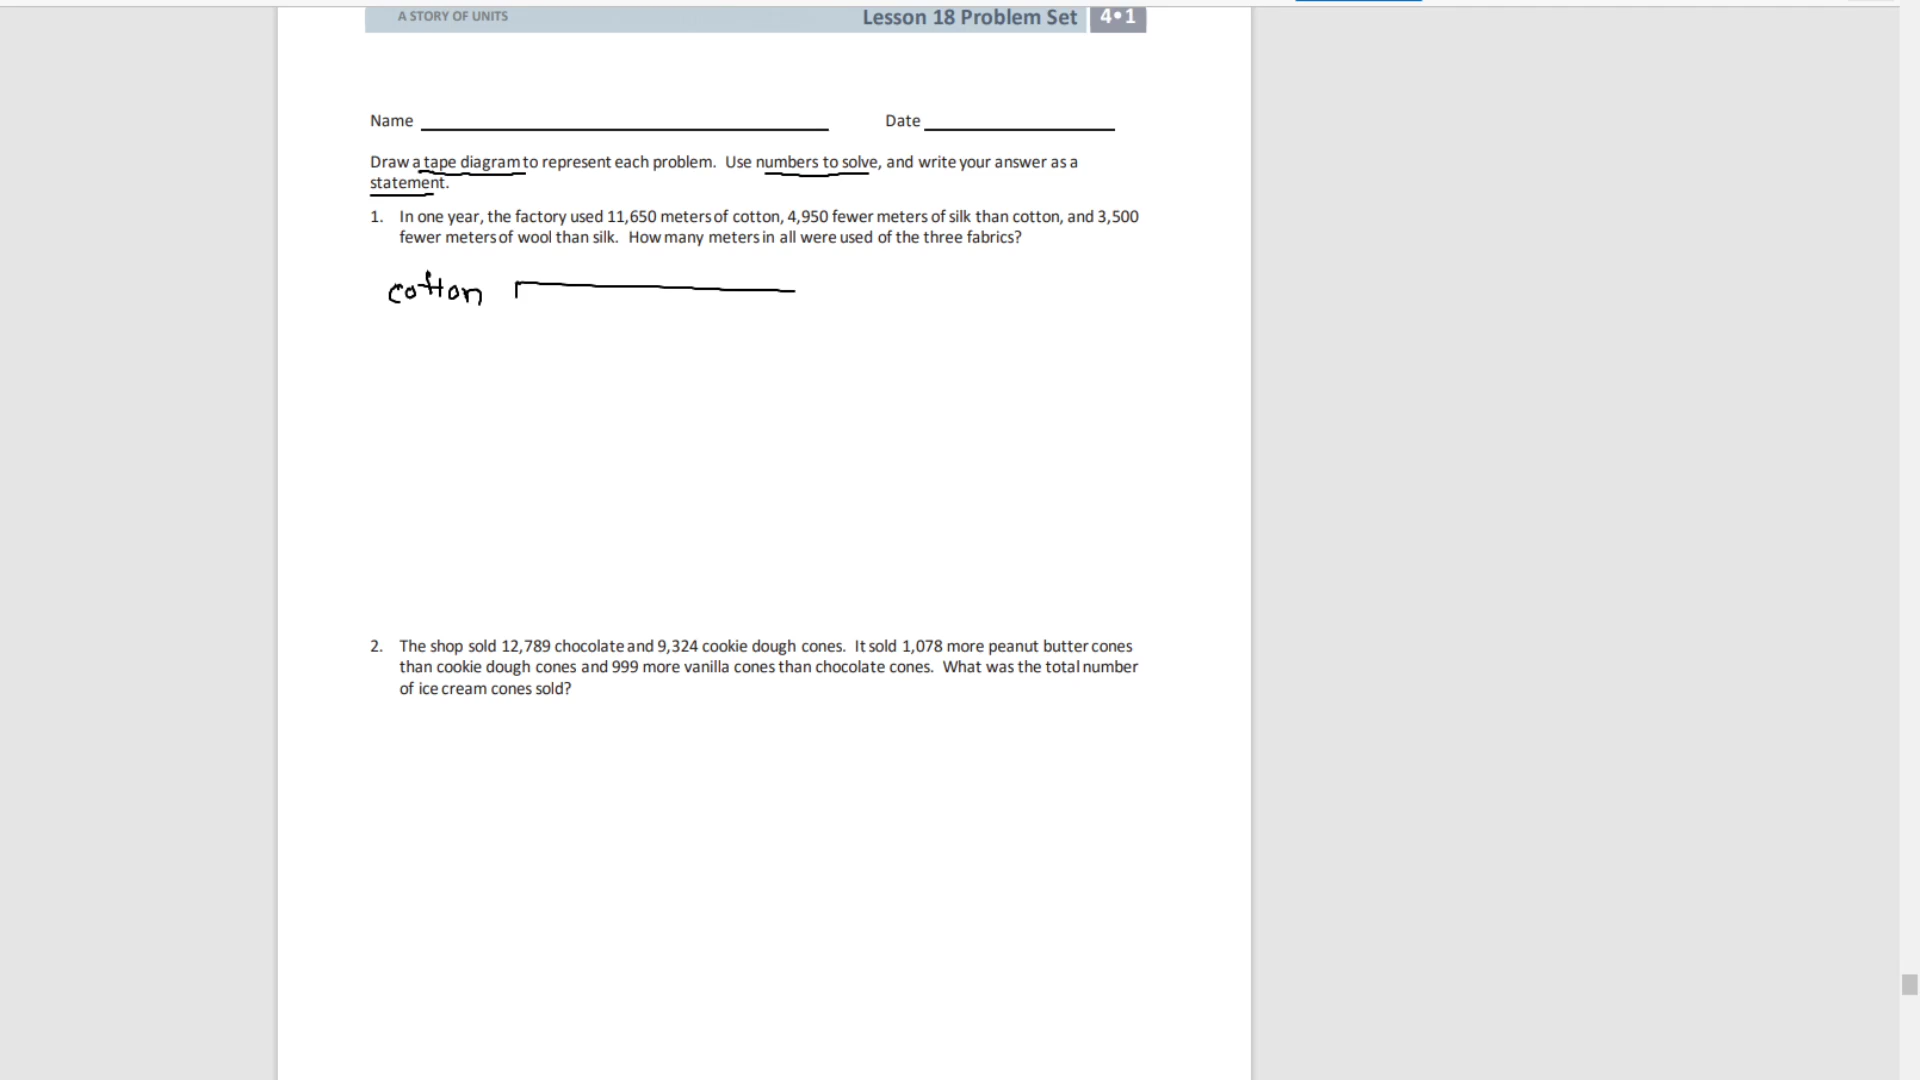 A STORY OF UNITS
Lesson 18 Problem Set 4•1
Name
Date
Draw a tape diagram to represent each problem. Use numbers to solve, and write your answer as a
statement.
1. In one year, the factory used 11,650 meters of cotton, 4,950 fewer meters of silk than cotton, and 3,500
fewer meters of wool than silk. How many meters in all were used of the three fabrics?
cotton
2. The shop sold 12,789 chocolate and 9,324 cookie dough cones. It sold 1,078 more peanut butter cones
than cookie dough cones and 999 more vanilla cones than chocolate cones. What was the total number
of ice cream cones sold?